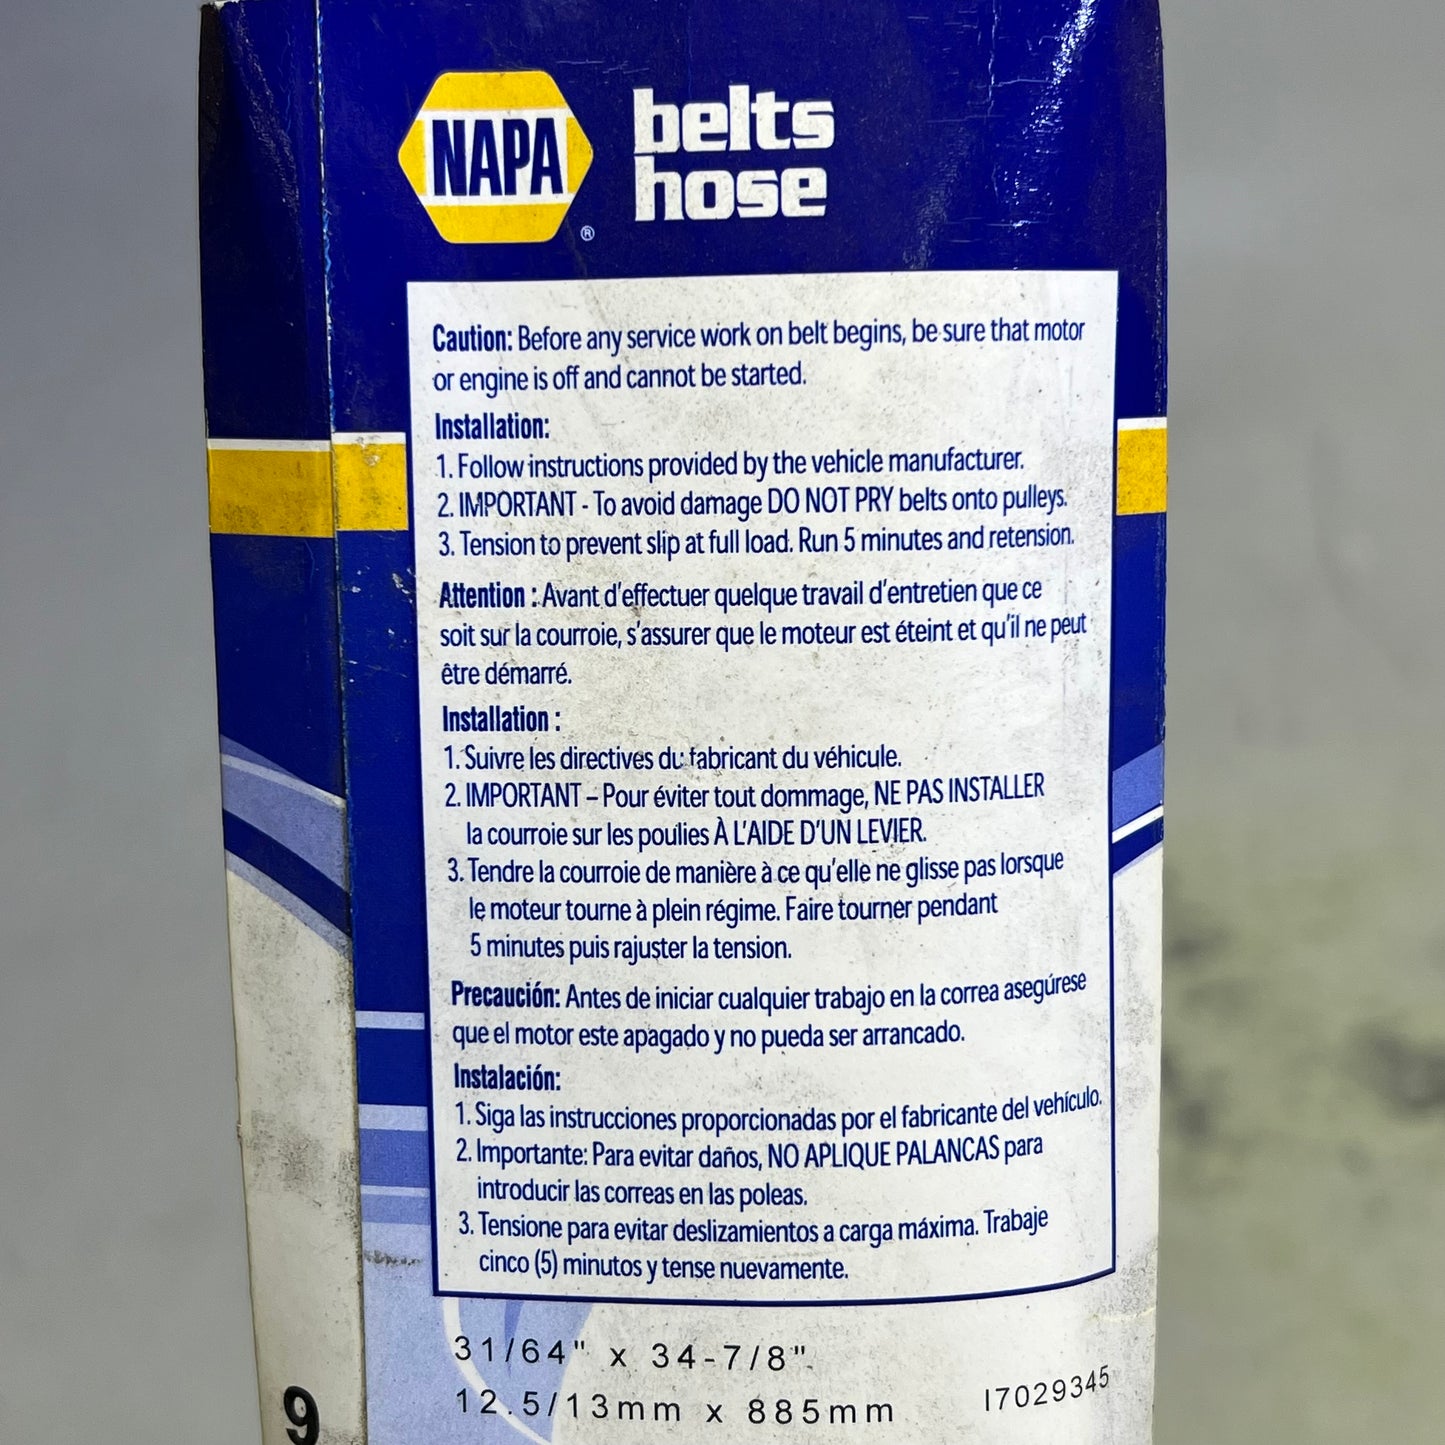 NAPA
®
belts
hose
Caution: Before any service work on belt begins, be sure that motor
or engine is off and cannot be started.
Installation:
1. Follow instructions provided by the vehicle manufacturer.
2. IMPORTANT - To avoid damage DO NOT PRY belts onto pulleys.
3. Tension to prevent slip at full load. Run 5 minutes and retension.
Attention : Avant d'effectuer quelque travail d'entretien que ce
soit sur la courroie, s'assurer que le moteur est éteint et qu'il ne peut
être démarré.
Installation :
1. Suivre les directives du fabricant du véhicule.
2. IMPORTANT – Pour éviter tout dommage, NE PAS INSTALLER
la courroie sur les poulies À L'AIDE D'UN LEVIER.
3. Tendre la courroie de manière à ce qu'elle ne glisse pas lorsque
le moteur tourne à plein régime. Faire tourner pendant
5 minutes puis rajuster la tension.
Precaución: Antes de iniciar cualquier trabajo en la correa asegúrese
que el motor este apagado y no pueda ser arrancado.
Instalación:
1. Siga las instrucciones proporcionadas por el fabricante del vehículo.
2. Importante: Para evitar daños, NO APLIQUE PALANCAS para
introducir las correas en las poleas.
3. Tensione para evitar deslizamientos a carga máxima. Trabaje
cinco (5) minutos y tense nuevamente.
31/64" x 34-7/8"
12.5/13mm x 885mm
I7029345
9